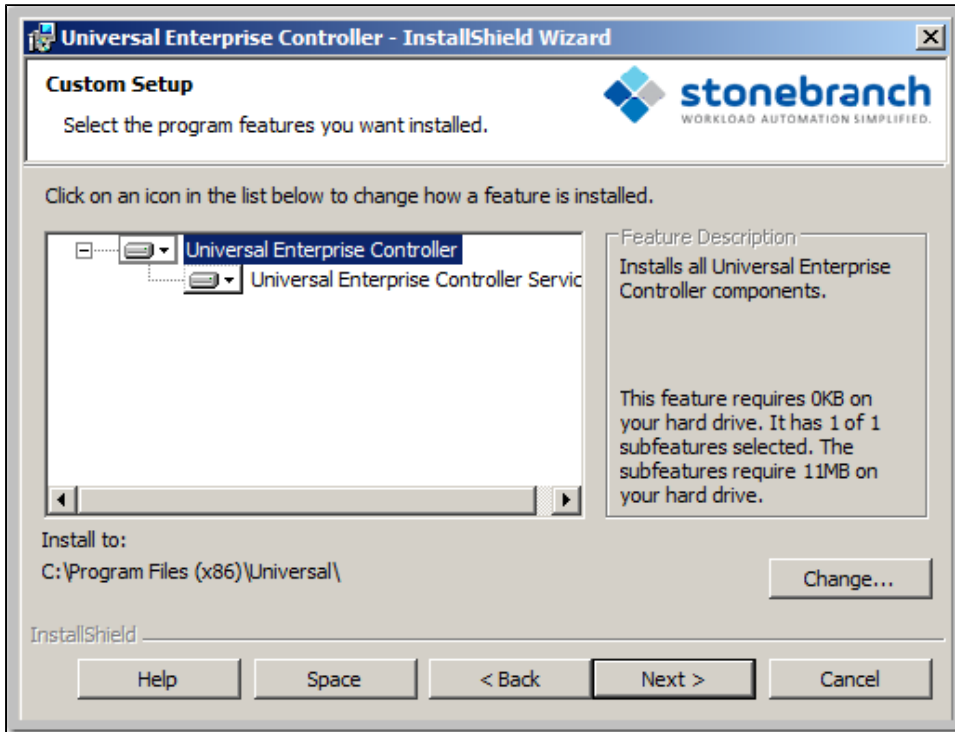 Universal Enterprise Controller - InstallShield Wizard
Custom Setup
Select the program features you want installed.
stonebranch
WORKLOAD AUTOMATION SIMPLIFIED.
Click on an icon in the list below to change how a feature is installed.
Universal Enterprise Controller
Universal Enterprise Controller Servic
Feature Description
Installs all Universal Enterprise
Controller components.
This feature requires 0KB on
your hard drive. It has 1 of 1
subfeatures selected. The
subfeatures require 11MB on
your hard drive.
Install to:
C:\Program Files (x86)\Universal\
Change...
InstallShield
Help
Space
< Back
Next >
Cancel